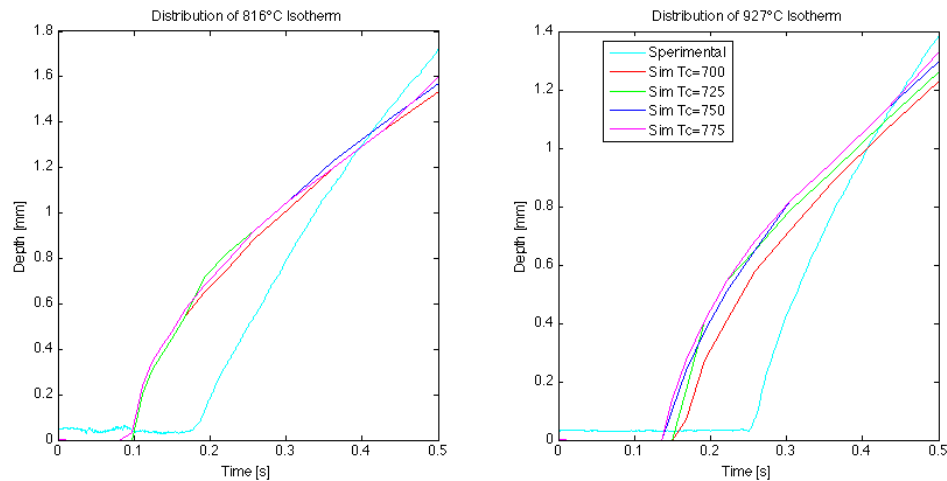 Distribution of 816°C Isotherm
1.8
1.6
1.4
1.2
1
0.8
0.6
0.4
0.2
0
Depth [mm]
0
0.1
0.2
0.3
0.4
0.5
Time [s]
Distribution of 927°C Isotherm
1.4
1.2
1
0.8
0.6
0.4
0.2
0
Depth [mm]
Sperimental
Sim Tc=700
Sim Tc=725
Sim Tc=750
Sim Tc=775
0
0.1
0.2
0.3
0.4
0.5
Time [s]